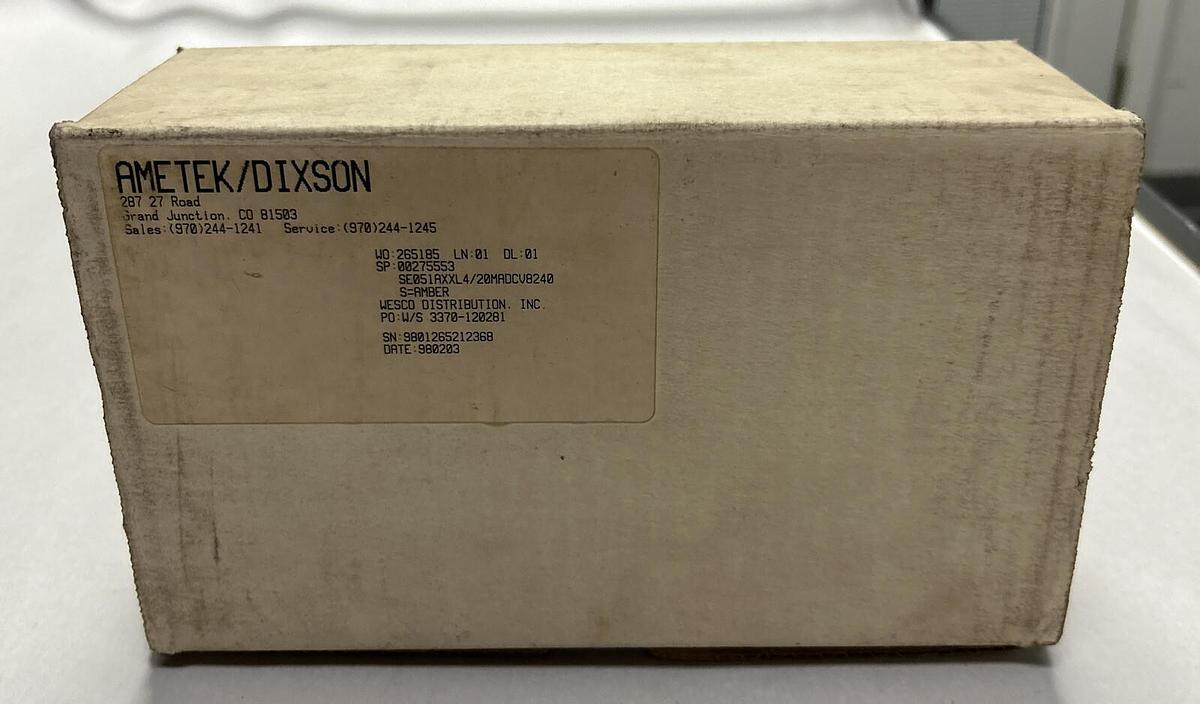 AMETEK/DIXSON
287 27 Road
Grand Junction, CO 81503
Sales:(970)244-1241 Service:(970)244-1245
WO:265185 LN:01 DL:01
SP:00275553
SE051AXXL4/20MADCV8240
S=AMBER
WESCO DISTRIBUTION, INC.
PO:W/S 3370-120281
SN:9801265212368
DATE:980203